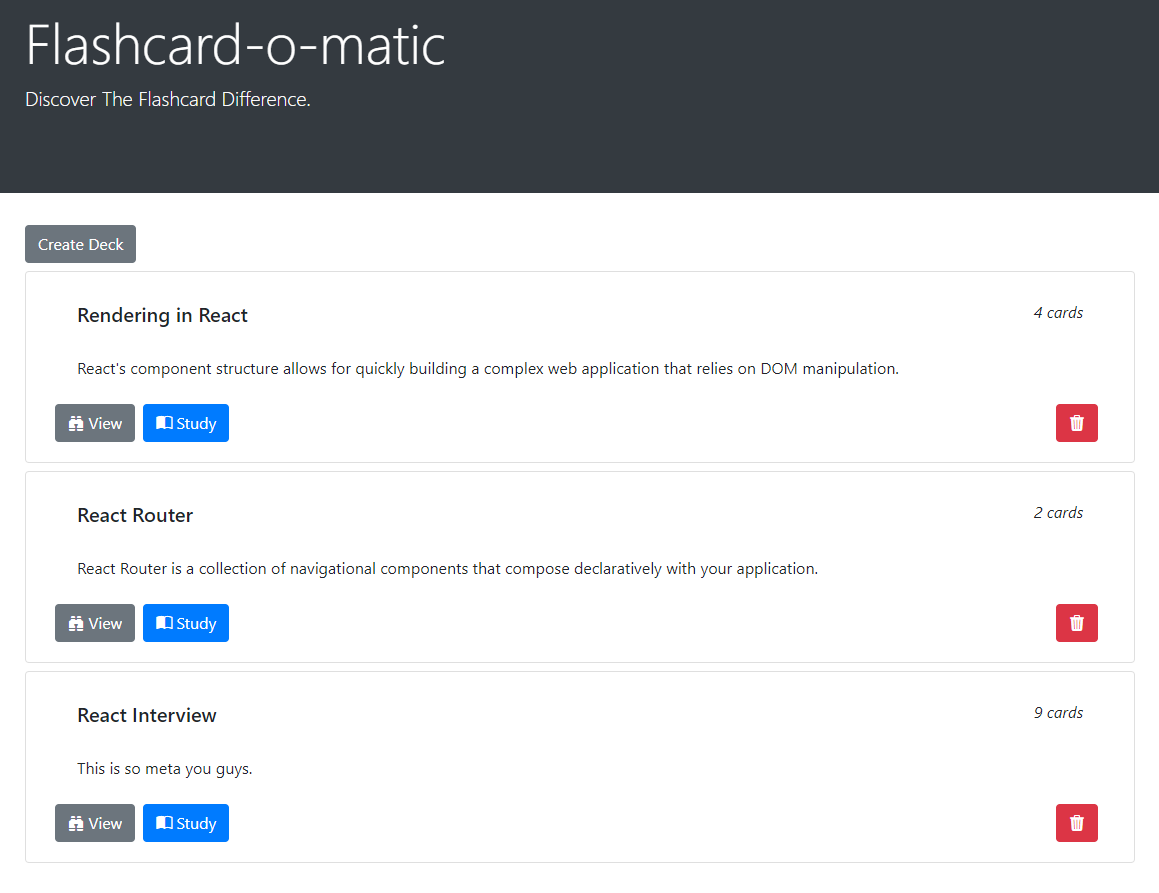 Flashcard-o-matic
Discover The Flashcard Difference.
Create Deck
Rendering in React
4 cards
React's component structure allows for quickly building a complex web application that relies on DOM manipulation.
View
Study
React Router
2 cards
React Router is a collection of navigational components that compose declaratively with your application.
View
Study
React Interview
9 cards
This is so meta you guys.
View
Study